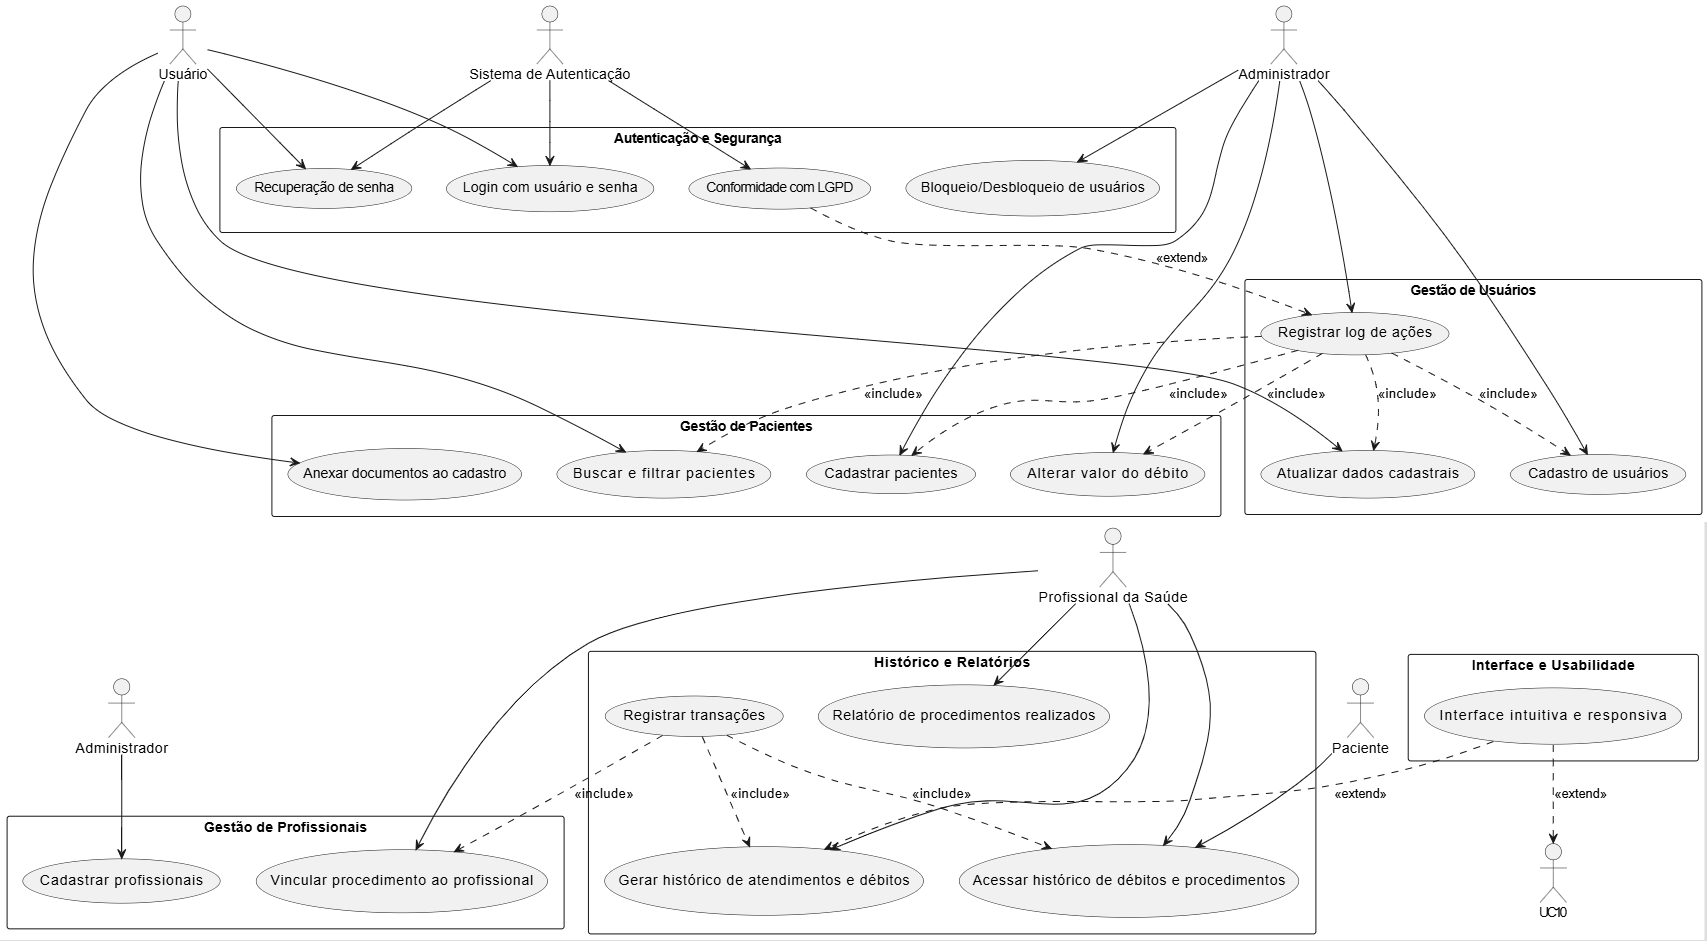 Usuário
Sistema de Autenticação
Administrador
Autenticação e Segurança
Recuperação de senha
Login com usuário e senha
Conformidade com LGPD
Bloqueio/Desbloqueio de usuários
«extend»
Gestão de Usuários
Registrar log de ações
«include»
«include»
«include»
«include»
«include»
Gestão de Pacientes
Anexar documentos ao cadastro
Buscar e filtrar pacientes
Cadastrar pacientes
Alterar valor do débito
Atualizar dados cadastrais
Cadastro de usuários
Profissional da Saúde
Histórico e Relatórios
Interface e Usabilidade
Registrar transações
Relatório de procedimentos realizados
Interface intuitiva e responsiva
Administrador
Paciente
«include»
«include»
«include»
«extend»
«extend»
Gestão de Profissionais
Cadastrar profissionais
Vincular procedimento ao profissional
Gerar histórico de atendimentos e débitos
Acessar histórico de débitos e procedimentos
UC10